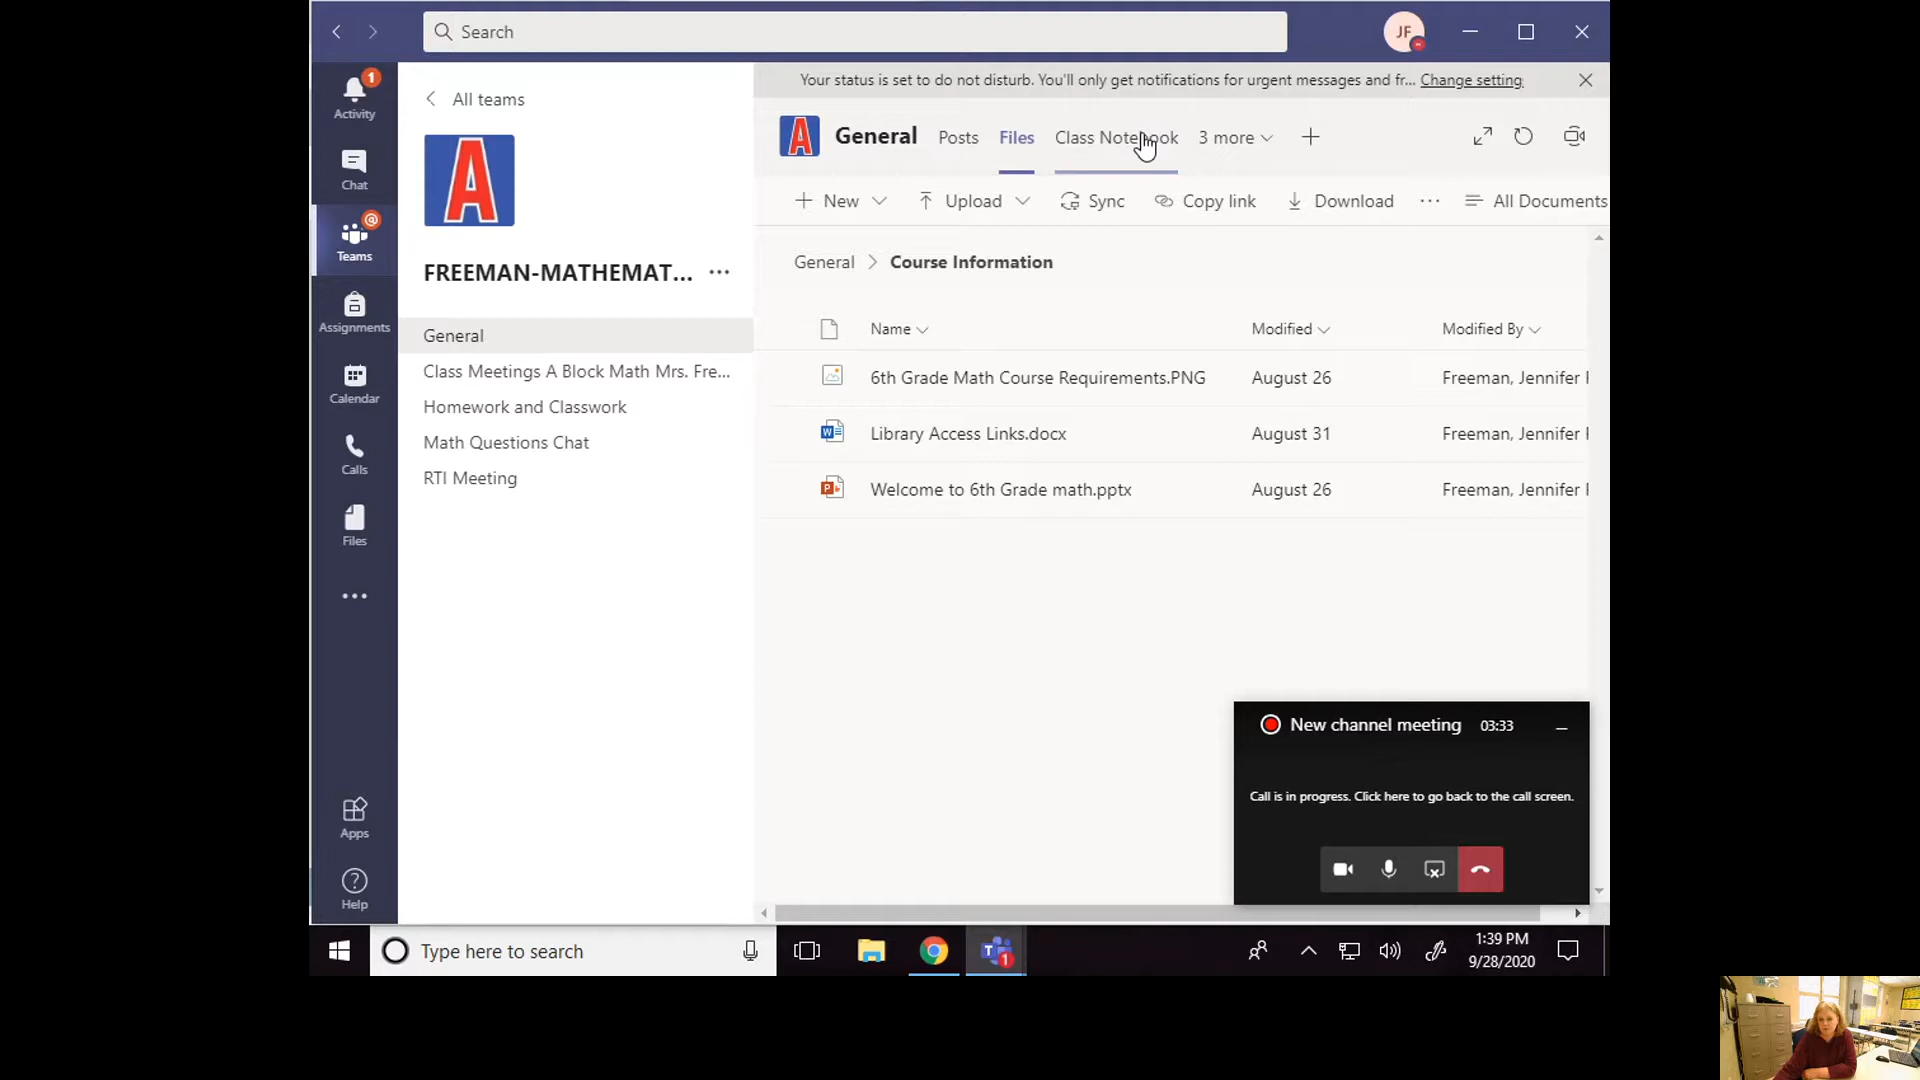 Search
JF
Your status is set to do not disturb. You'll only get notifications for urgent messages and fr... Change setting
Activity
1
Chat
Teams
@
Assignments
Calendar
Calls
Files
Apps
Help
All teams
A
FREEMAN-MATHEMAT...
General
Class Meetings A Block Math Mrs. Fre...
Homework and Classwork
Math Questions Chat
RTI Meeting
A General Posts Files Class Notebook 3 more
New Upload Sync Copy link Download All Documents
General > Course Information
Name Modified Modified By
6th Grade Math Course Requirements.PNG August 26 Freeman, Jennifer
Library Access Links.docx August 31 Freeman, Jennifer
Welcome to 6th Grade math.pptx August 26 Freeman, Jennifer
New channel meeting 03:33
Call is in progress. Click here to go back to the call screen.
Type here to search
1
1:39 PM
9/28/2020